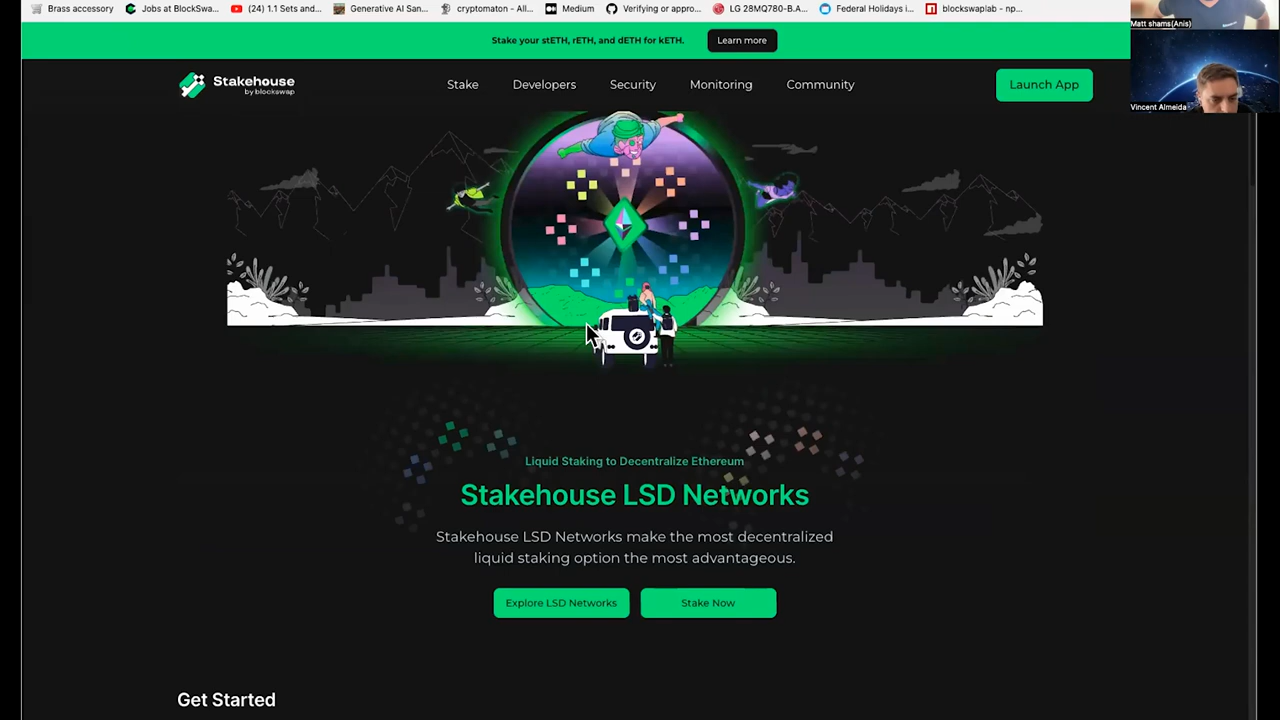 Brass accessory
Jobs at BlockSwa...
(24) 1.1 Sets and...
Generative AI San...
cryptomaton - All...
Medium
Verifying or appro...
LG 28MQ780-B.A...
Federal Holidays i...
blockswaplab - np...
Matt shams(Anis)
Stake your stETH, rETH, and dETH for kETH.
Learn more
Stakehouse
by blockswap
Stake
Developers
Security
Monitoring
Community
Launch App
Vincent Almeida
Liquid Staking to Decentralize Ethereum
Stakehouse LSD Networks
Stakehouse LSD Networks make the most decentralized
liquid staking option the most advantageous.
Explore LSD Networks
Stake Now
Get Started